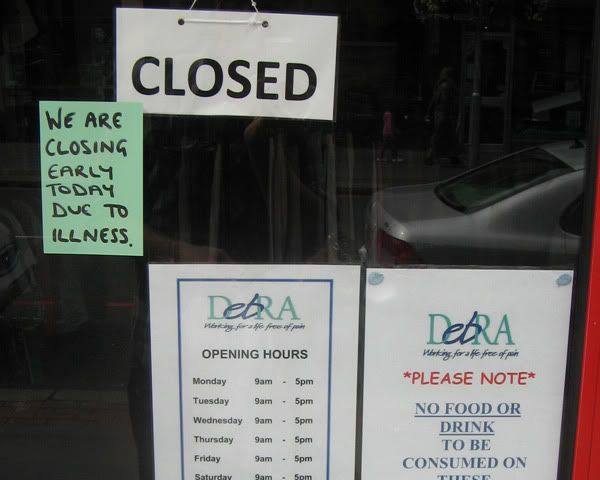 CLOSED
WE ARE
CLOSING
EARLY
TODAY
DUE TO
ILLNESS.
DebRA
Working for a life free of pain
OPENING HOURS
Monday 9am - 5pm
Tuesday 9am - 5pm
Wednesday 9am - 5pm
Thursday 9am - 5pm
Friday 9am - 5pm
Saturday 9am - 5pm
DebRA
Working for a life free of pain
*PLEASE NOTE*
NO FOOD OR
DRINK
TO BE
CONSUMED ON
THESE